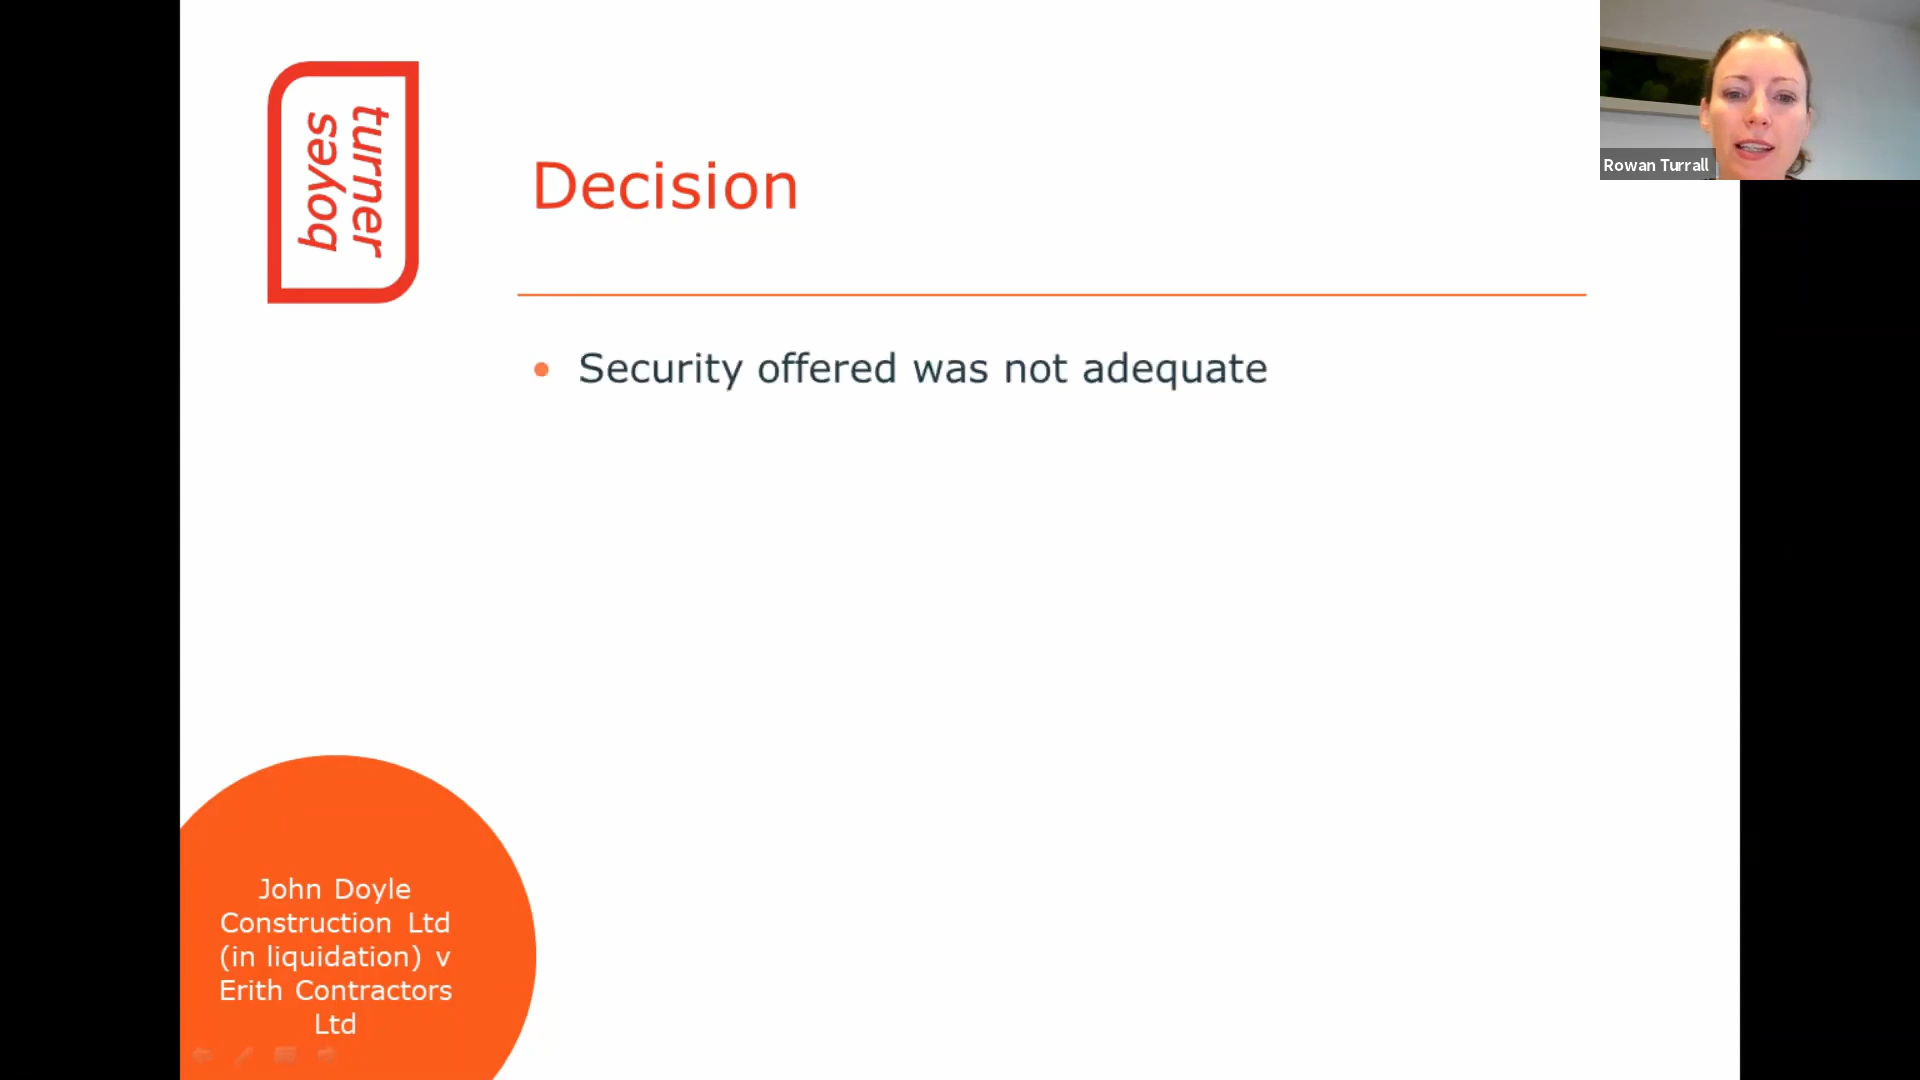 boyes
turner
Decision
Rowan Turrall
• Security offered was not adequate
John Doyle
Construction Ltd
(in liquidation) v
Erith Contractors
Ltd